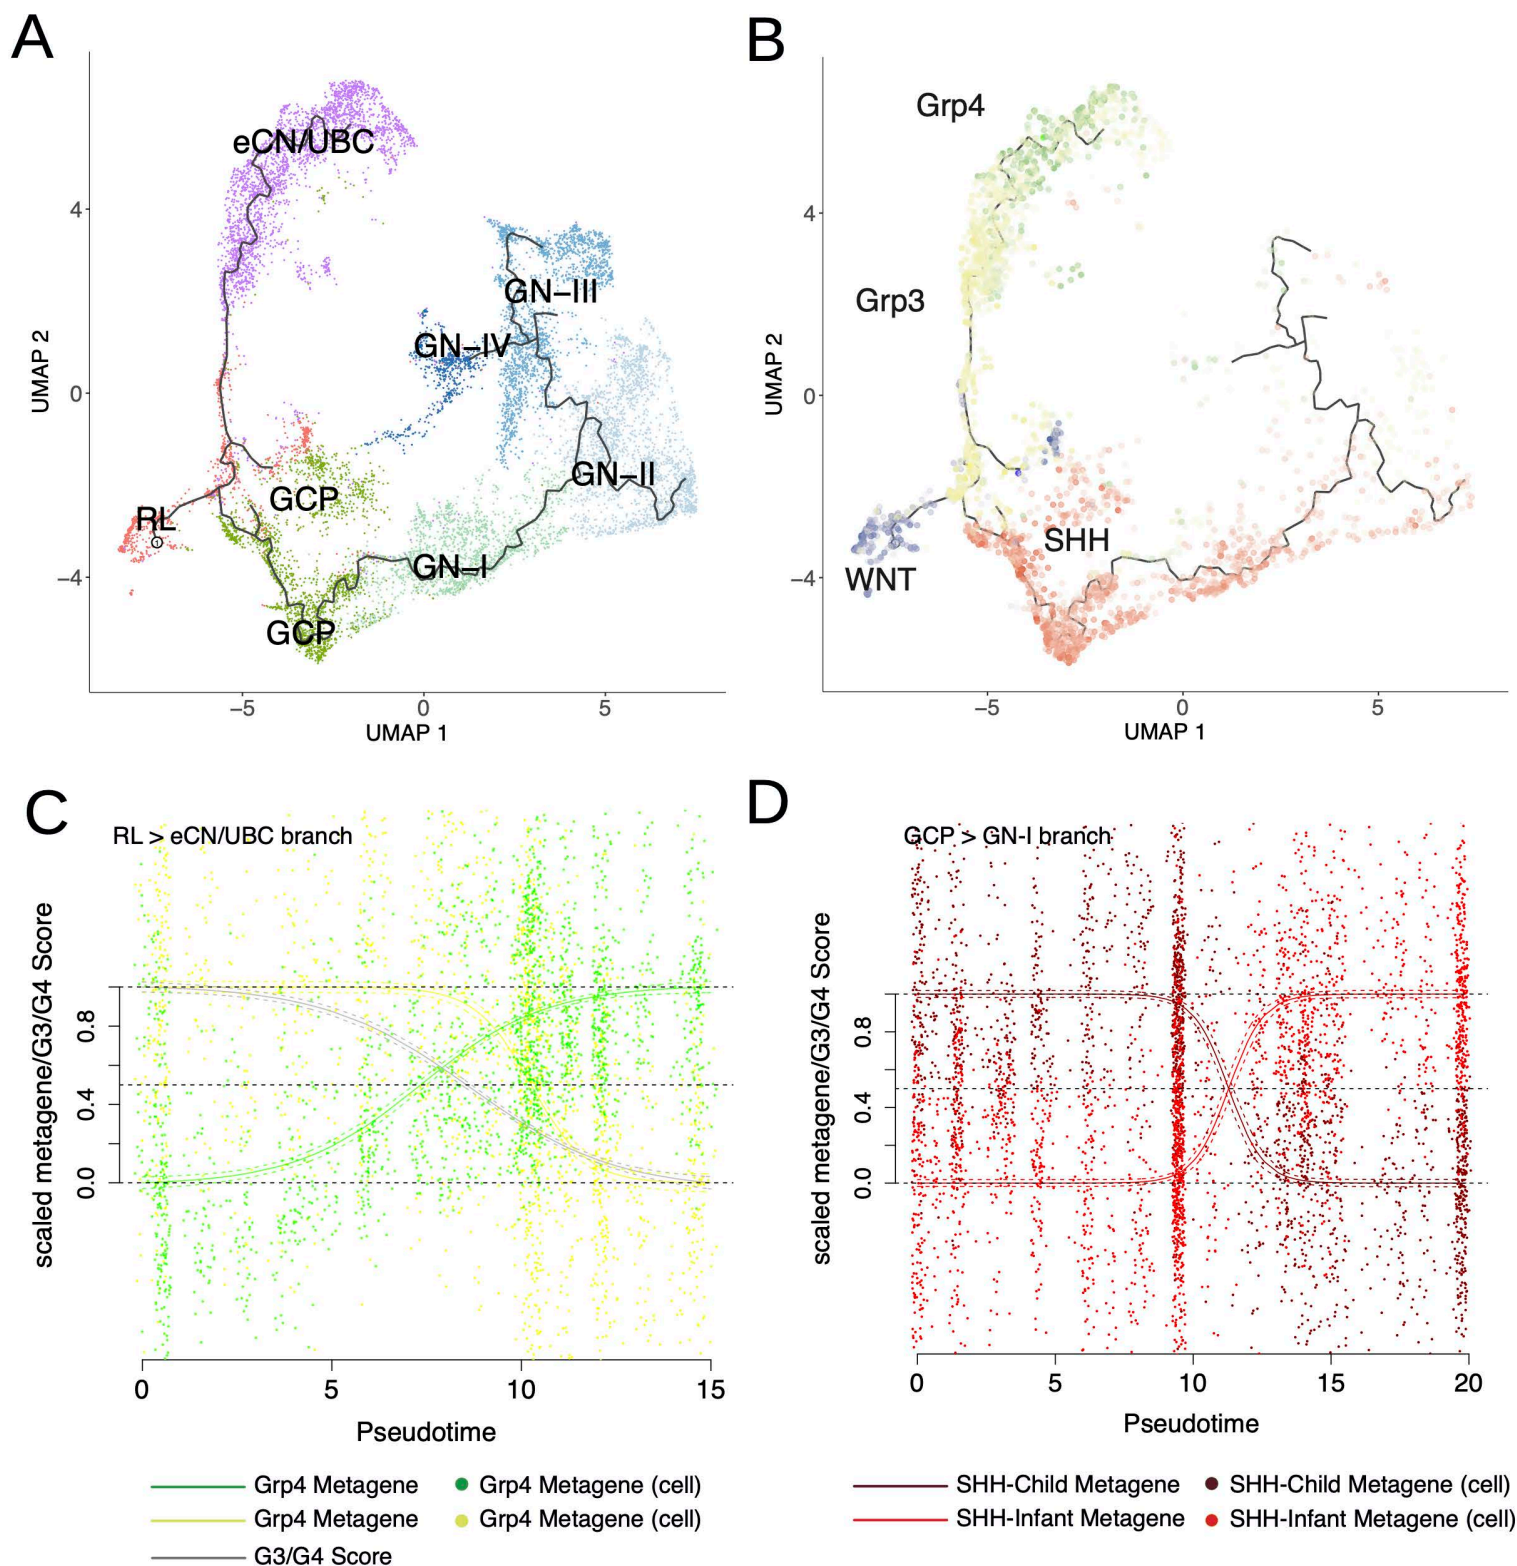 A
B
eCN/UBC
GN–III
GN–IV
GN–II
GCP
RL
GN–I
GCP
1
4
0
−4
−5
0
5
UMAP 2
UMAP 1
Grp4
Grp3
SHH
WNT
4
0
−4
−5
0
5
UMAP 2
UMAP 1
C
RL > eCN/UBC branch
scaled metagene/G3/G4 Score
0.8
0.4
0.0
0
5
10
15
Pseudotime
Grp4 Metagene
Grp4 Metagene (cell)
Grp4 Metagene
Grp4 Metagene (cell)
G3/G4 Score
D
GCP > GN-I branch
scaled metagene/G3/G4 Score
0.8
0.4
0.0
0
5
10
15
20
Pseudotime
SHH-Child Metagene
SHH-Child Metagene (cell)
SHH-Infant Metagene
SHH-Infant Metagene (cell)